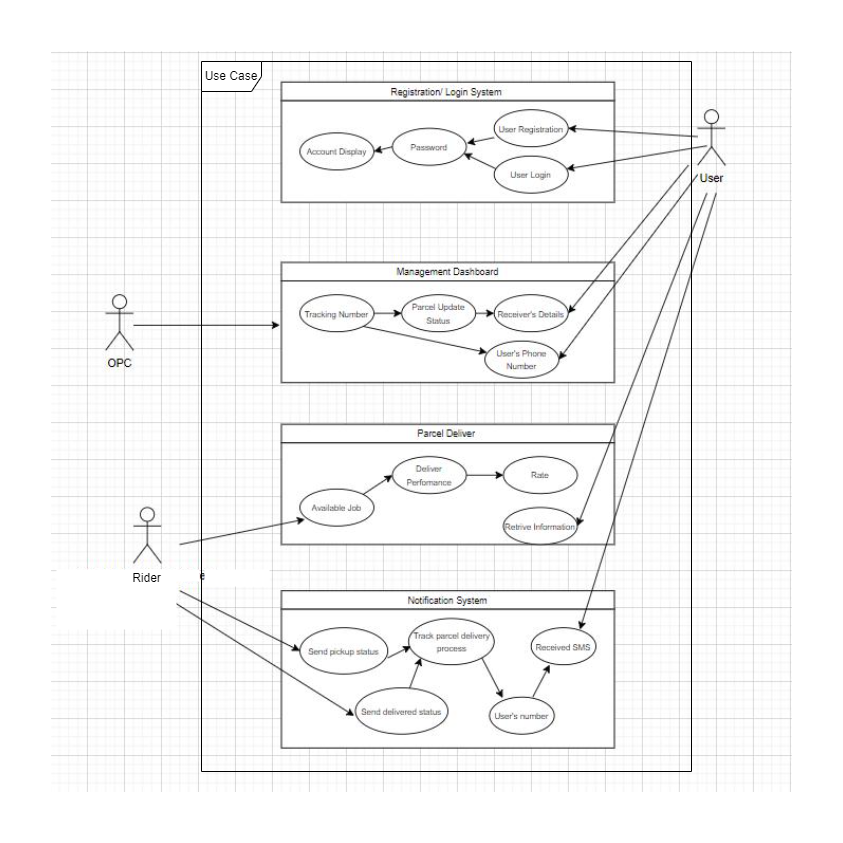 Use Case
Registration/ Login System
User Registration
Password
Account Display
User Login
User
Management Dashboard
Tracking Number
Parcel Update
Status
Receiver's Details
User's Phone
Number
OPC
Parcel Deliver
Deliver
Perfomance
Rate
Available Job
Retrive Information
Rider
e
Notification System
Track parcel delivery
process
Send pickup status
Received SMS
Send delivered status
User's number